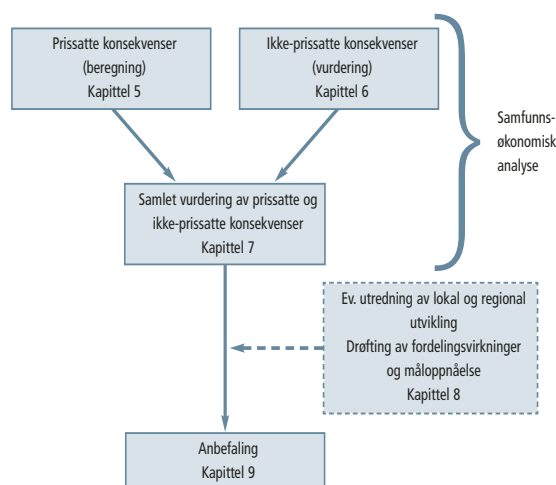 Prissatte konsekvenser
(beregning)
Kapittel 5
Ikke-prissatte konsekvenser
(vurdering)
Kapittel 6
Samfunns-
økonomisk
analyse
Samlet vurdering av prissatte og
ikke-prissatte konsekvenser
Kapittel 7
Ev. utredning av lokal og regional
utvikling
Drøfting av fordelingsvirkninger
og måloppnåelse
Kapittel 8
Anbefaling
Kapittel 9